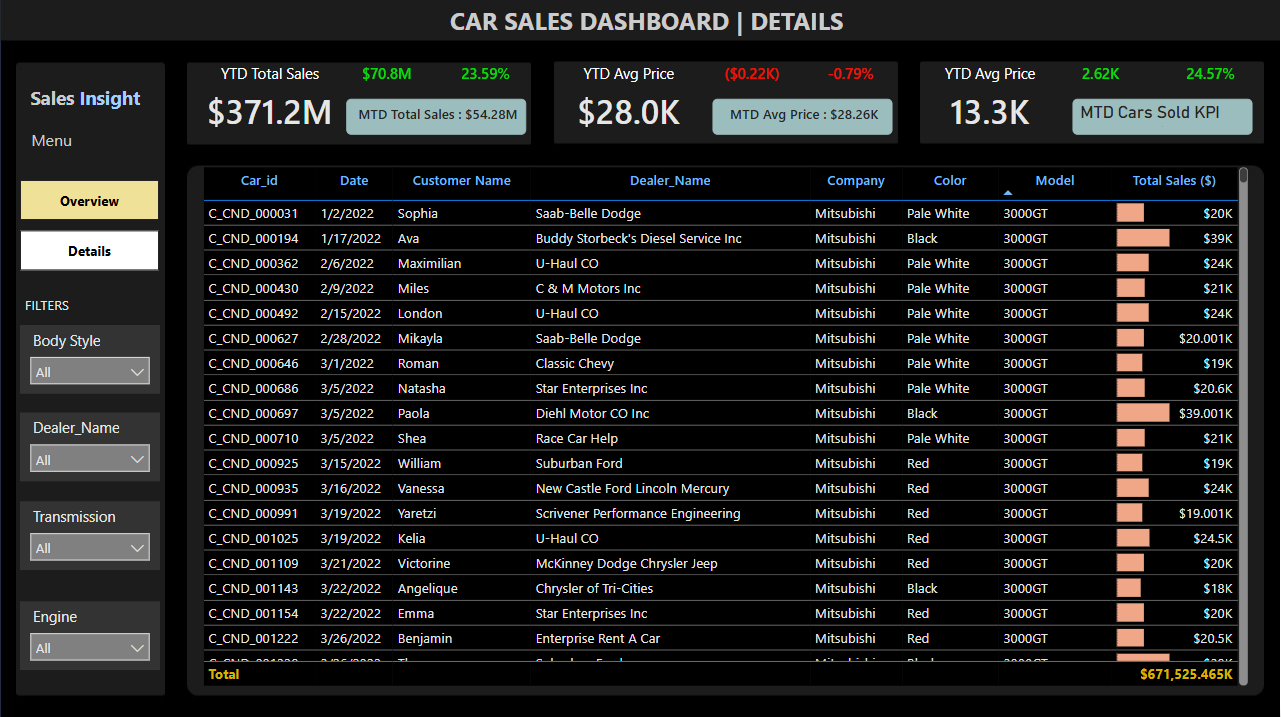 CAR SALES DASHBOARD | DETAILS
Sales Insight
Menu
Overview
Details
FILTERS
Body Style
All
Dealer_Name
All
Transmission
All
Engine
All
YTD Total Sales $70.8M 23.59%
$371.2M MTD Total Sales : $54.28M
YTD Avg Price ($0.22K) -0.79%
$28.0K MTD Avg Price : $28.26K
YTD Avg Price 2.62K 24.57%
13.3K MTD Cars Sold KPI
Car_id Date Customer Name Dealer_Name Company Color Model Total Sales ($)
C_CND_000031 1/2/2022 Sophia Saab-Belle Dodge Mitsubishi Pale White 3000GT $20K
C_CND_000194 1/17/2022 Ava Buddy Storbeck's Diesel Service Inc Mitsubishi Black 3000GT $39K
C_CND_000362 2/6/2022 Maximilian U-Haul CO Mitsubishi Pale White 3000GT $24K
C_CND_000430 2/9/2022 Miles C & M Motors Inc Mitsubishi Pale White 3000GT $21K
C_CND_000492 2/15/2022 London U-Haul CO Mitsubishi Pale White 3000GT $24K
C_CND_000627 2/28/2022 Mikayla Saab-Belle Dodge Mitsubishi Pale White 3000GT $20.001K
C_CND_000646 3/1/2022 Roman Classic Chevy Mitsubishi Pale White 3000GT $19K
C_CND_000686 3/5/2022 Natasha Star Enterprises Inc Mitsubishi Pale White 3000GT $20.6K
C_CND_000697 3/5/2022 Paola Diehl Motor CO Inc Mitsubishi Black 3000GT $39.001K
C_CND_000710 3/5/2022 Shea Race Car Help Mitsubishi Pale White 3000GT $21K
C_CND_000925 3/15/2022 William Suburban Ford Mitsubishi Red 3000GT $19K
C_CND_000935 3/16/2022 Vanessa New Castle Ford Lincoln Mercury Mitsubishi Red 3000GT $24K
C_CND_000991 3/19/2022 Yaretzi Scrivener Performance Engineering Mitsubishi Red 3000GT $19.001K
C_CND_001025 3/19/2022 Kelia U-Haul CO Mitsubishi Red 3000GT $24.5K
C_CND_001109 3/21/2022 Victorine McKinney Dodge Chrysler Jeep Mitsubishi Red 3000GT $20K
C_CND_001143 3/22/2022 Angelique Chrysler of Tri-Cities Mitsubishi Black 3000GT $18K
C_CND_001154 3/22/2022 Emma Star Enterprises Inc Mitsubishi Red 3000GT $20K
C_CND_001222 3/26/2022 Benjamin Enterprise Rent A Car Mitsubishi Red 3000GT $20.5K
Total $671,525.465K